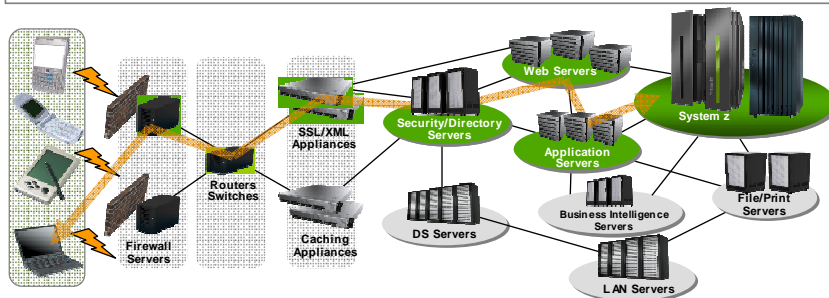 Firewall
Servers
Routers
Switches
SSL/XML
Appliances
Caching
Appliances
Security/Directory
Servers
DS Servers
Web Servers
Application
Servers
Business Intelligence
Servers
LAN Servers
System z
File/Print
Servers